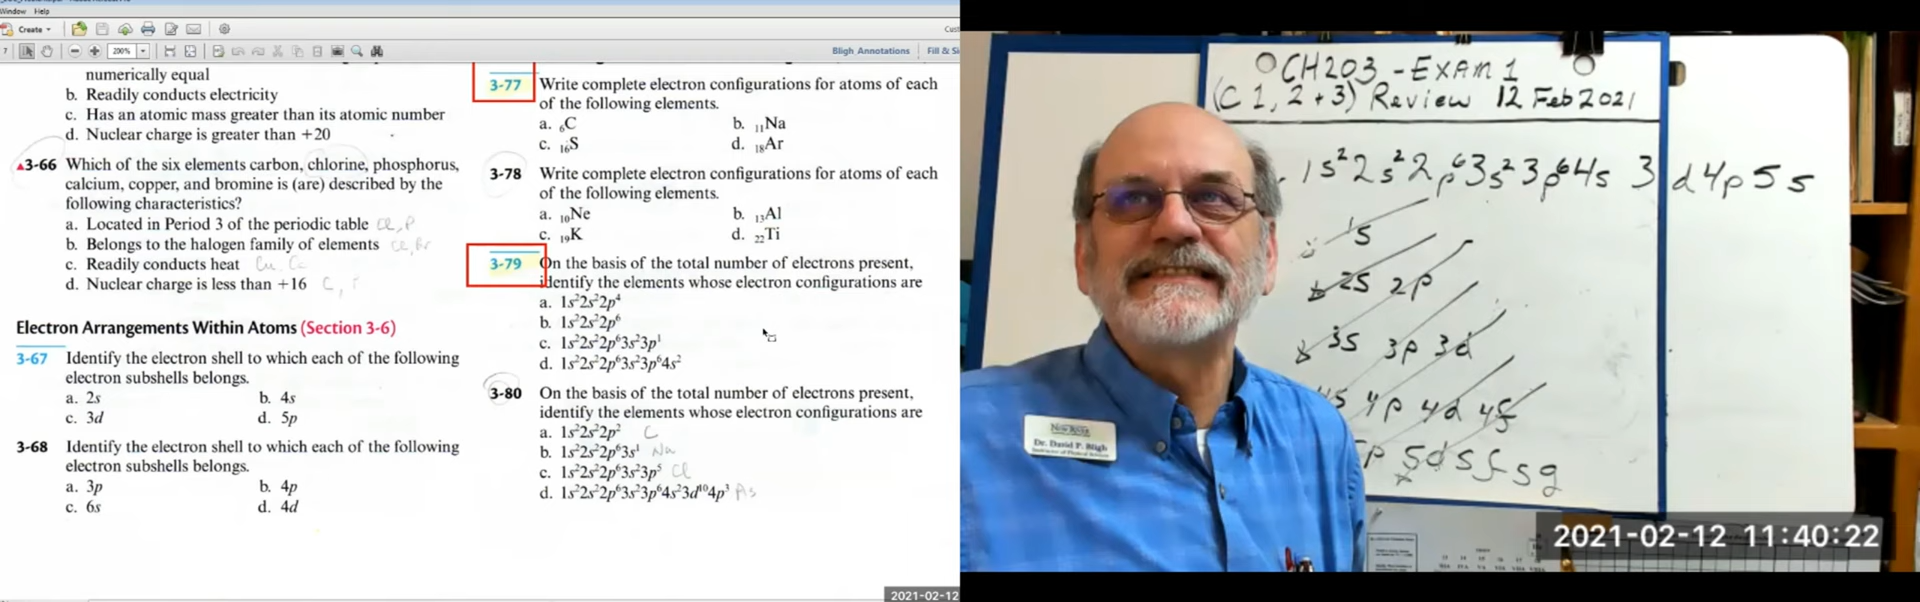 Window Help
Create
7
200%
Bligh Annotations
numerically equal
b. Readily conducts electricity
c. Has an atomic mass greater than its atomic number
d. Nuclear charge is greater than +20
▲3-66 Which of the six elements carbon, chlorine, phosphorus,
calcium, copper, and bromine is (are) described by the
following characteristics?
a. Located in Period 3 of the periodic table Cl, P
b. Belongs to the halogen family of elements Cl, Br
c. Readily conducts heat
d. Nuclear charge is less than +16
Electron Arrangements Within Atoms (Section 3-6)
3-67 Identify the electron shell to which each of the following
electron subshells belongs.
a. 2s b. 4s
c. 3d d. 5p
3-68 Identify the electron shell to which each of the following
electron subshells belongs.
a. 3p b. 4p
c. 6s d. 4d
3-77 Write complete electron configurations for atoms of each
of the following elements.
a. ₆C b. ₁₁Na
c. ₁₆S d. ₁₈Ar
3-78 Write complete electron configurations for atoms of each
of the following elements.
a. ₁₀Ne b. ₁₃Al
c. ₁₉K d. ₂₂Ti
3-79 On the basis of the total number of electrons present,
identify the elements whose electron configurations are
a. 1s²2s²2p⁴
b. 1s²2s²2p⁶
c. 1s²2s²2p⁶3s²3p¹
d. 1s²2s²2p⁶3s²3p⁶4s²
3-80 On the basis of the total number of electrons present,
identify the elements whose electron configurations are
a. 1s²2s²2p² C
b. 1s²2s²2p⁶3s¹ Na
c. 1s²2s²2p⁶3s²3p⁵ Cl
d. 1s²2s²2p⁶3s²3p⁶4s²3d¹⁰4p³ As
2021-02-12
CH203 - EXAM 1
(C 1, 2 + 3) Review 12 Feb 2021
1s²2s²2p⁶3s²3p⁶4s 3d4p5s
1s
2s 2p
3s 3p 3d
4s 4p 4d 4f
5p 5d 5f 5g
New River
Dr. David P. Bligh
2021-02-12 11:40:22